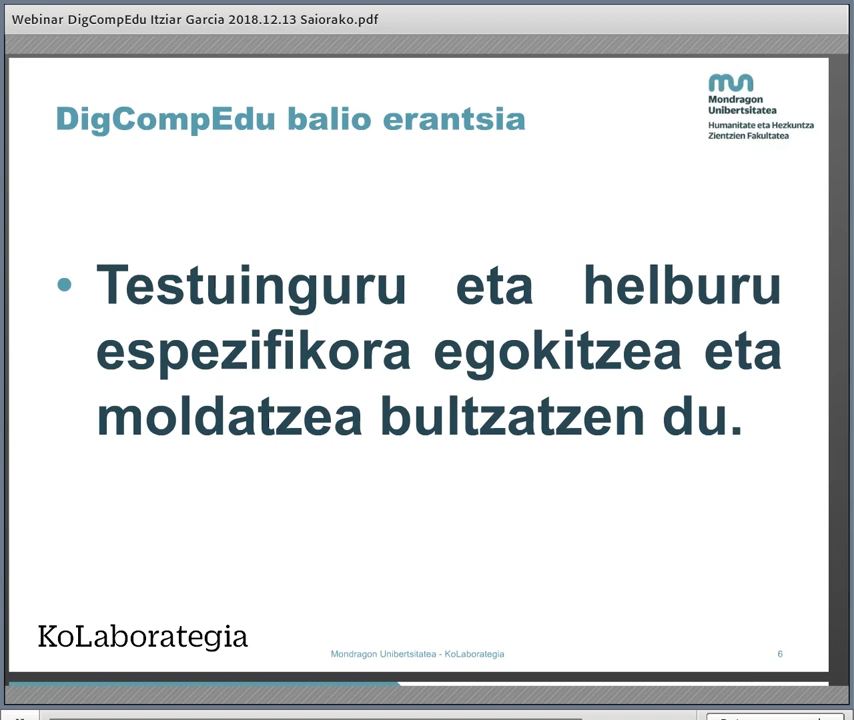 Webinar DigCompEdu Itziar Garcia 2018.12.13 Saiorako.pdf
DigCompEdu balio erantsia
mun
Mondragon
Unibertsitatea
Humanitate eta Hezkuntza
Zientzien Fakultatea
• Testuinguru eta helburu
espezifikora egokitzea eta
moldatzea bultzatzen du.
KoLaborategia
Mondragon Unibertsitatea - KoLaborategia
6